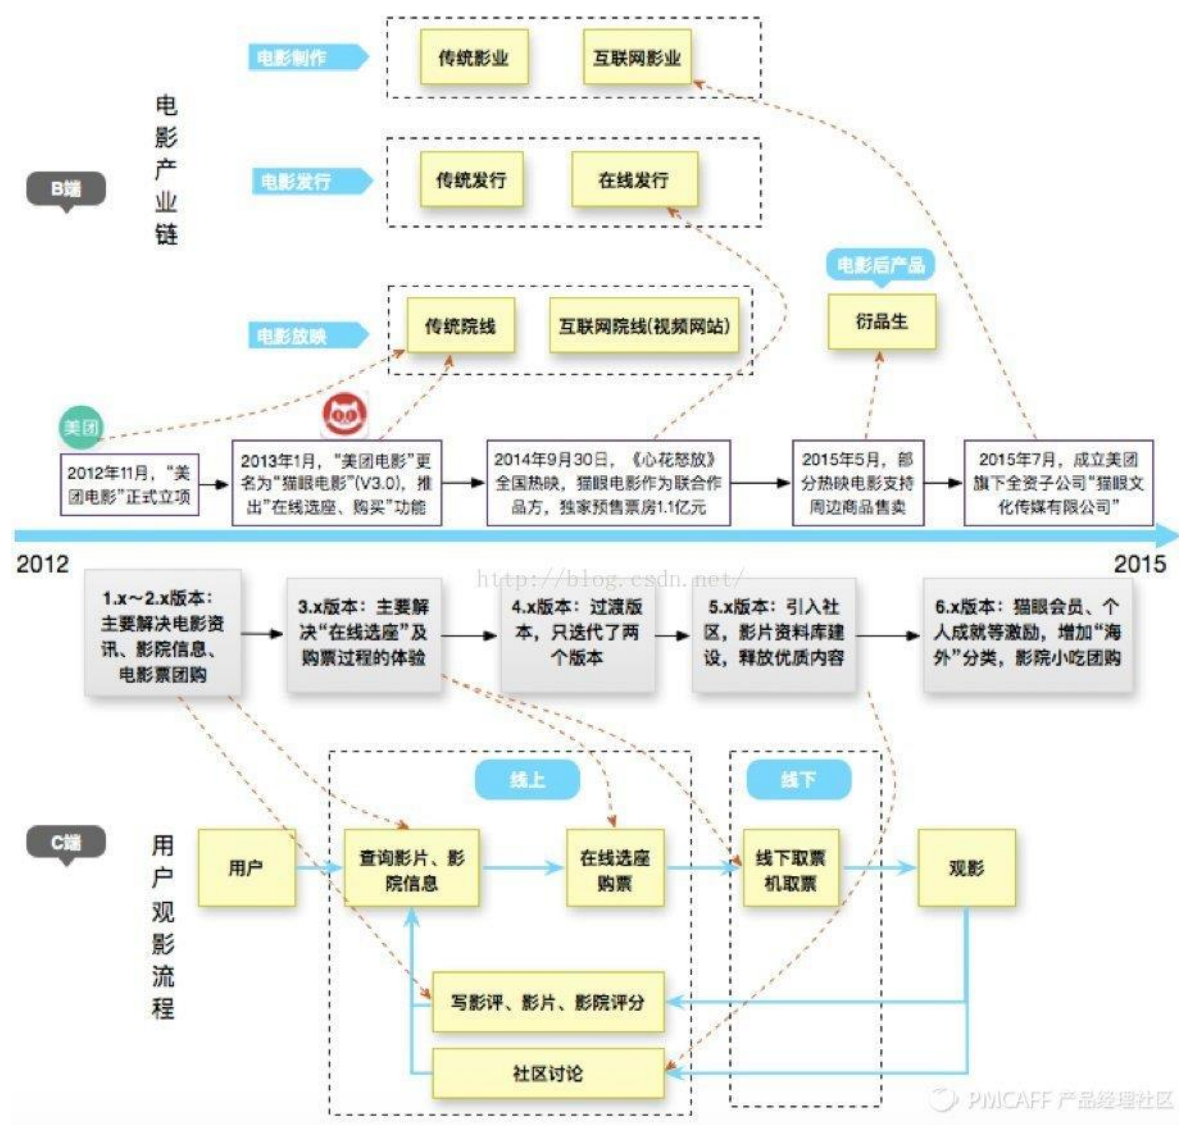 电影制作
传统影业
互联网影业
电影产业链
B端
电影发行
传统发行
在线发行
电影后产品
衍品生
电影放映
传统院线
互联网院线(视频网站)
美团
2012年11月，“美
团电影”正式立项
2013年1月，“美团电影”更
名为“猫眼电影”(V3.0)，推
出“在线选座、购买”功能
2014年9月30日，《心花怒放》
全国热映，猫眼电影作为联合作
品方，独家预售票房1.1亿元
2015年5月，部
分热映电影支持
周边商品售卖
2015年7月，成立美团
旗下全资子公司“猫眼文
化传媒有限公司”
2012
2015
http://blog.csdn.net/
1.x～2.x版本：
主要解决电影资
讯、影院信息、
电影票团购
3.x版本：主要解
决“在线选座”及
购票过程的体验
4.x版本：过渡版
本，只迭代了两
个版本
5.x版本：引入社
区，影片资料库建
设，释放优质内容
6.x版本：猫眼会员、个
人成就等激励，增加“海
外”分类，影院小吃团购
线上
线下
C端
用户观影流程
用户
查询影片、影
院信息
在线选座
购票
线下取票
机取票
观影
写影评、影片、影院评分
社区讨论
PMCAFF 产品经理社区